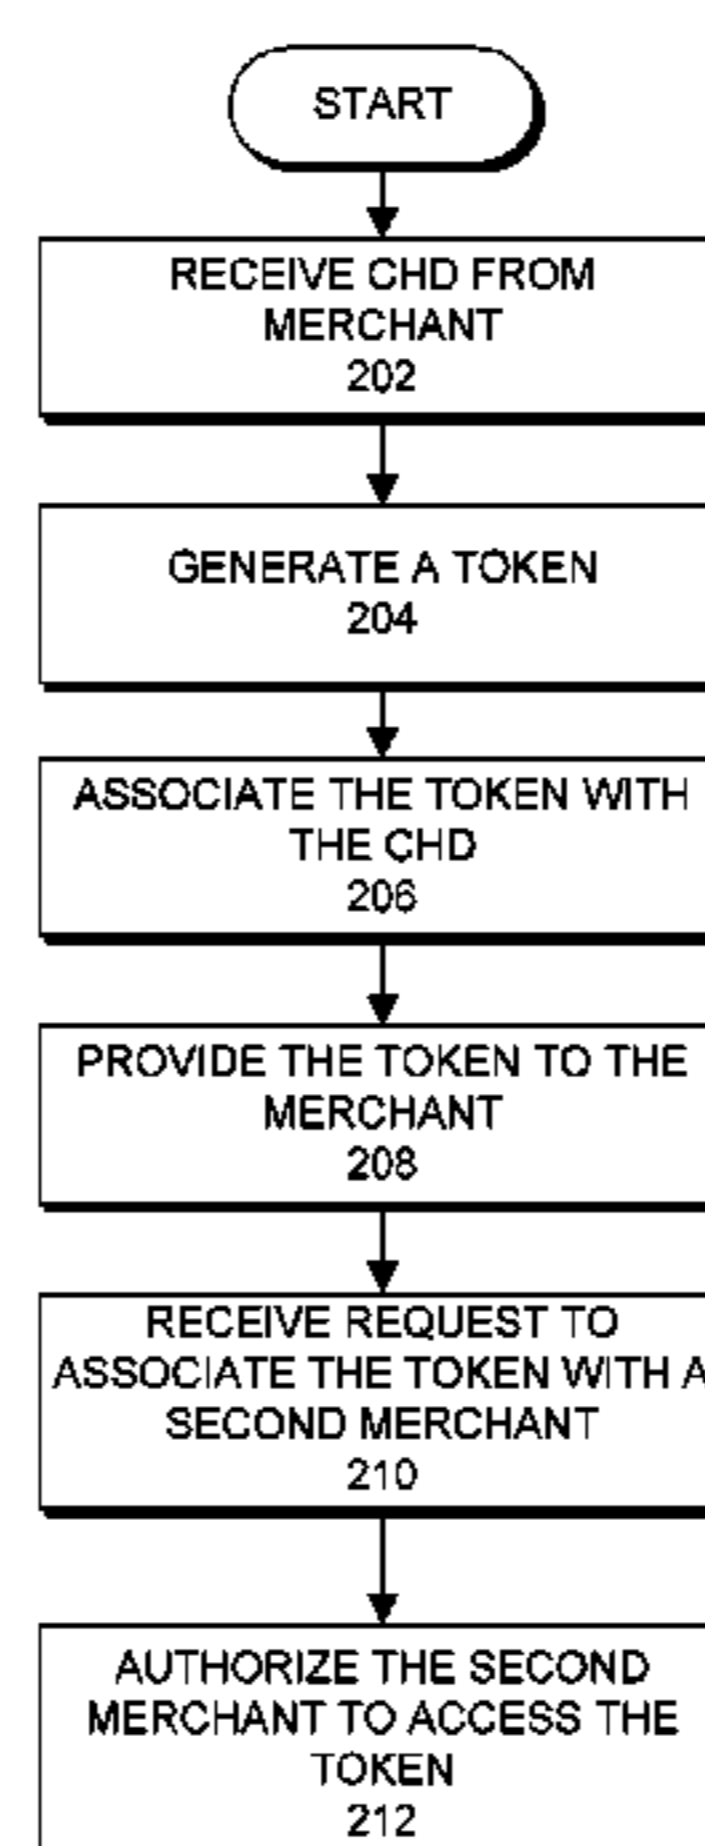 START
RECEIVE CHD FROM
MERCHANT
202
GENERATE A TOKEN
204
ASSOCIATE THE TOKEN WITH
THE CHD
206
PROVIDE THE TOKEN TO THE
MERCHANT
208
RECEIVE REQUEST TO
ASSOCIATE THE TOKEN WITH A
SECOND MERCHANT
210
AUTHORIZE THE SECOND
MERCHANT TO ACCESS THE
TOKEN
212